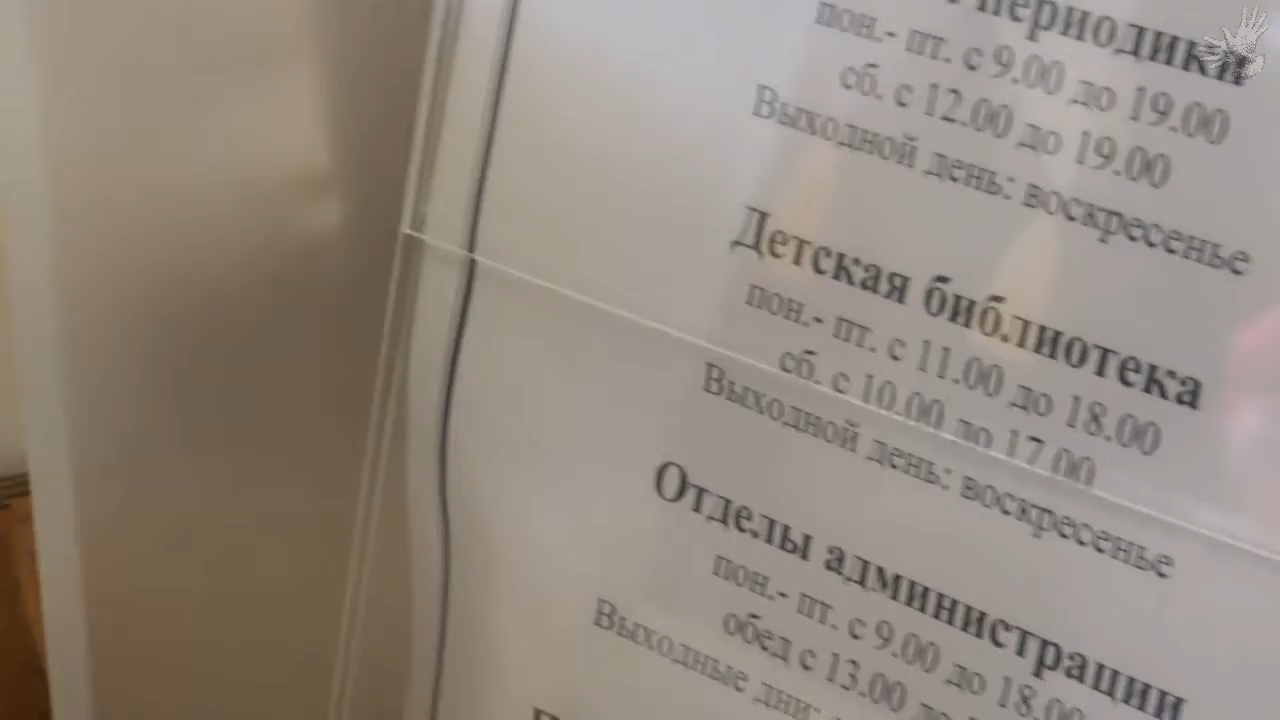 периодики
пон.- пт. с 9.00 до 19.00
сб. с 12.00 до 19.00
Выходной день: воскресенье
Детская библиотека
пон.- пт. с 11.00 до 18.00
сб. с 10.00 до 17.00
Выходной день: воскресенье
Отделы администрации
пон.- пт. с 9.00 до 18.00
обед с 13.00 до
Выходные дни: